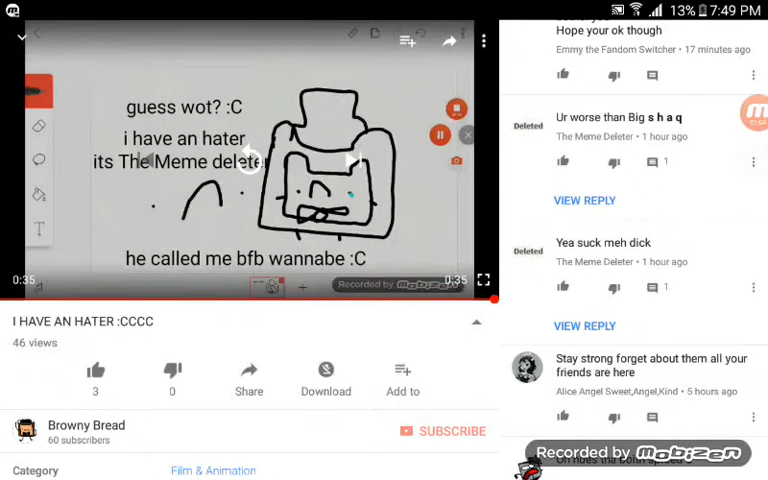 13% 7:49 PM
guess wot? :C
i have an hater
its The Meme deleter
he called me bfb wannabe :C
T
0:35
0:35
Recorded by mobizen
I HAVE AN HATER :CCCC
46 views
3
0
Share
Download
Add to
Browny Bread
60 subscribers
SUBSCRIBE
Category
Film & Animation
Hope your ok though
Emmy the Fandom Switcher • 17 minutes ago
Deleted
Ur worse than Big s h a q
The Meme Deleter • 1 hour ago
1
VIEW REPLY
Deleted
Yea suck meh dick
The Meme Deleter • 1 hour ago
1
VIEW REPLY
Stay strong forget about them all your
friends are here
Alice Angel Sweet,Angel,Kind • 5 hours ago
Recorded by mobizen
1:04